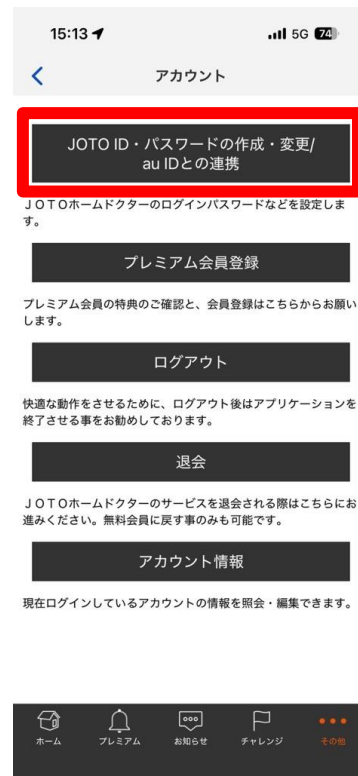 15:13
5G 74
アカウント
JOTO ID・パスワードの作成・変更/
au IDとの連携
ＪＯＴＯホームドクターのログインパスワードなどを設定しま
す。
プレミアム会員登録
プレミアム会員の特典のご確認と、会員登録はこちらからお願い
します。
ログアウト
快適な動作をさせるために、ログアウト後はアプリケーションを
終了させる事をお勧めしております。
退会
ＪＯＴＯホームドクターのサービスを退会される際はこちらにお
進みください。無料会員に戻す事のみも可能です。
アカウント情報
現在ログインしているアカウントの情報を照会・編集できます。
ホーム
プレミアム
お知らせ
チャレンジ
その他